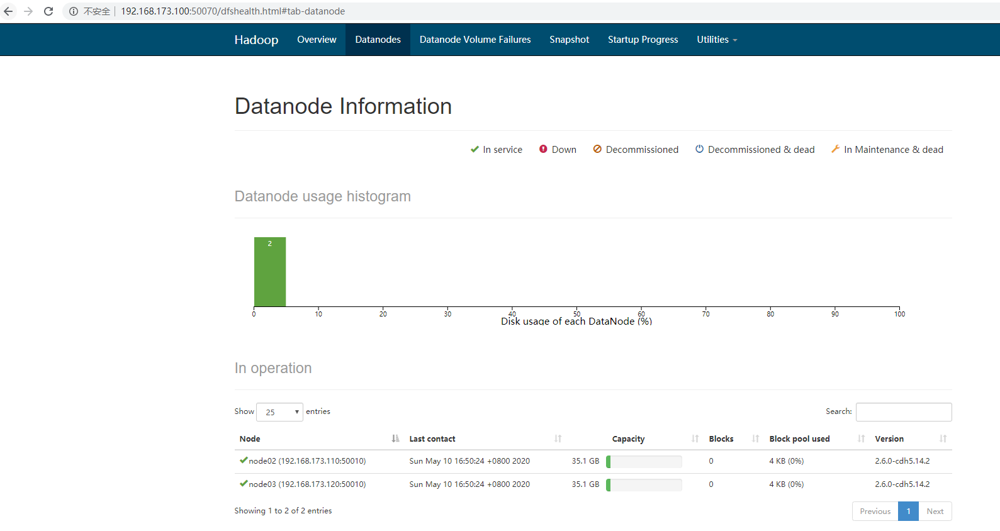 不安全 192.168.173.100:50070/dfshealth.html#tab-datanode
Hadoop Overview Datanodes Datanode Volume Failures Snapshot Startup Progress Utilities
Datanode Information
In service Down Decommissioned Decommissioned & dead In Maintenance & dead
Datanode usage histogram
2
0 10 20 30 40 50 60 70 80 90 100
Disk usage of each DataNode (%)
In operation
Show 25 entries Search:
Node Last contact Capacity Blocks Block pool used Version
node02 (192.168.173.110:50010) Sun May 10 16:50:24 +0800 2020 35.1 GB 0 4 KB (0%) 2.6.0-cdh5.14.2
node03 (192.168.173.120:50010) Sun May 10 16:50:24 +0800 2020 35.1 GB 0 4 KB (0%) 2.6.0-cdh5.14.2
Showing 1 to 2 of 2 entries Previous 1 Next